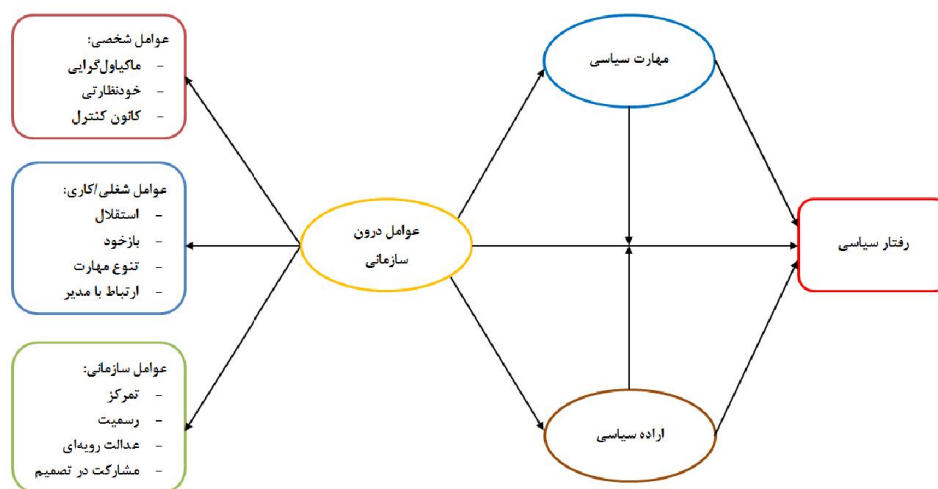 عوامل شخصی:
- ماکیاول‌گرایی
- خودنظارتی
- کانون کنترل
عوامل شغلی/کاری:
- استقلال
- بازخود
- تنوع مهارت
- ارتباط با مدیر
عوامل سازمانی:
- تمرکز
- رسمیت
- عدالت رویه‌ای
- مشارکت در تصمیم
عوامل درون
سازمانی
مهارت سیاسی
اراده سیاسی
رفتار سیاسی